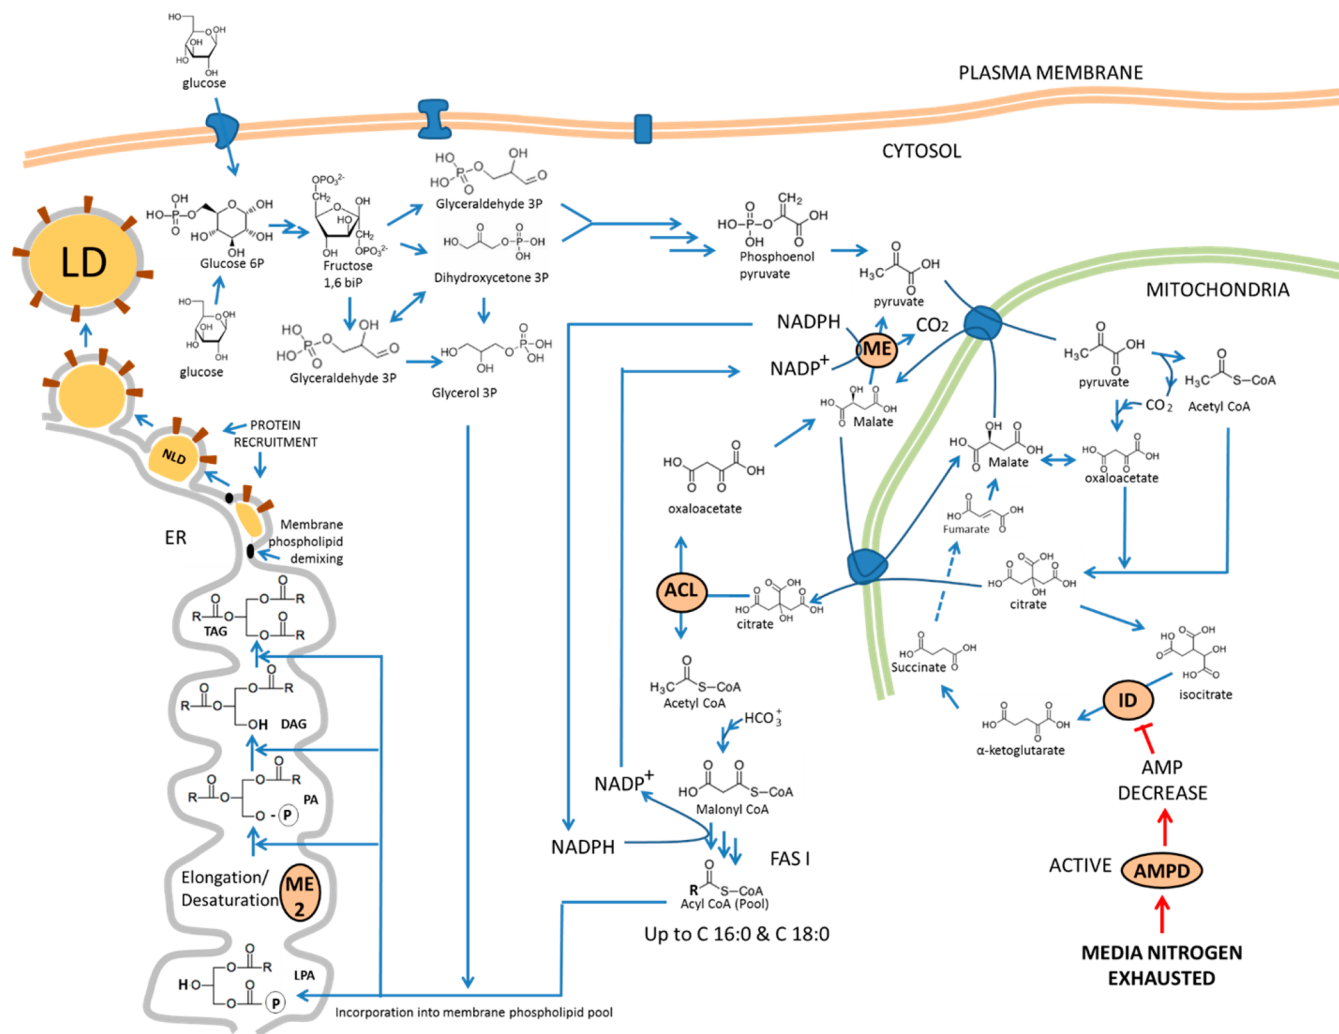 glucose
PLASMA MEMBRANE
CYTOSOL
LD
Glucose 6P
Fructose
1,6 biP
Glyceraldehyde 3P
Dihydroxycetone 3P
Phosphoenol
pyruvate
pyruvate
MITOCHONDRIA
glucose
Glyceraldehyde 3P
Glycerol 3P
NADPH
NADP+
ME
CO2
Malate
pyruvate
CO2
Acetyl CoA
PROTEIN
RECRUITMENT
NLD
oxaloacetate
Malate
oxaloacetate
Fumarate
ER
Membrane
phospholipid
demixing
ACL
citrate
citrate
TAG
Succinate
isocitrate
ID
α-ketoglutarate
Acetyl CoA
HCO3+
DAG
AMP
DECREASE
NADP+
Malonyl CoA
PA
NADPH
FAS I
ACTIVE
AMPD
Elongation/
Desaturation
ME
2
Acyl CoA (Pool)
Up to C 16:0 & C 18:0
MEDIA NITROGEN
EXHAUSTED
LPA
Incorporation into membrane phospholipid pool